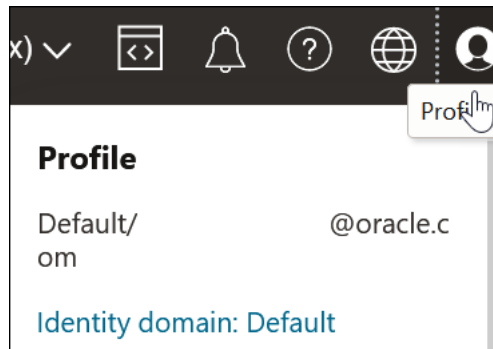 x)
Profi
Profile
Default/ @oracle.c
om
Identity domain: Default